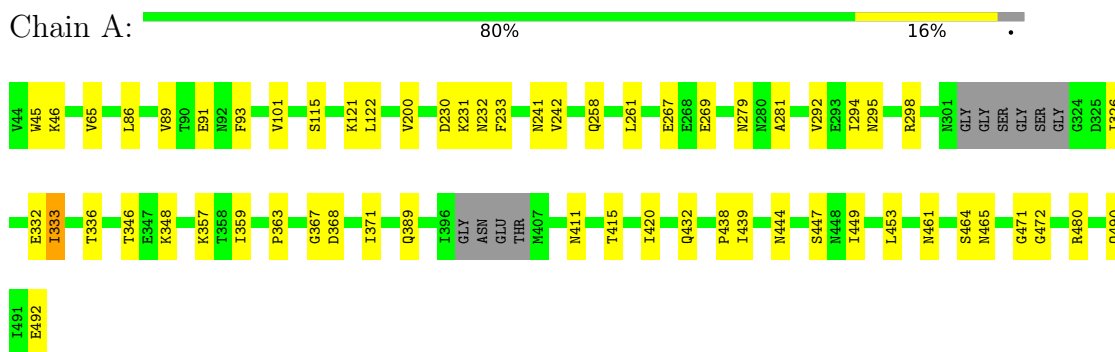 Chain A:
80% 16% •
V44 W45 K46 V65 L86 V89 T90 E91 N92 F93 V101 S115 K121 L122 V200 D230 K231 N232 F233 N241 V242 Q258 L261 E267 E268 E269 N279 N280 A281 V292 E293 I294 N295 R298 N301 GLY GLY SER GLY SER GLY G324 D325
E332 I333 T336 T346 E347 K348 K357 T358 I359 P363 G367 D368 I371 Q389 I396 GLY ASN GLU THR M407 N411 T415 I420 Q432 P438 I439 N444 S447 N448 I449 L453 N461 S464 N465 G471 G472 R480
I491 E492